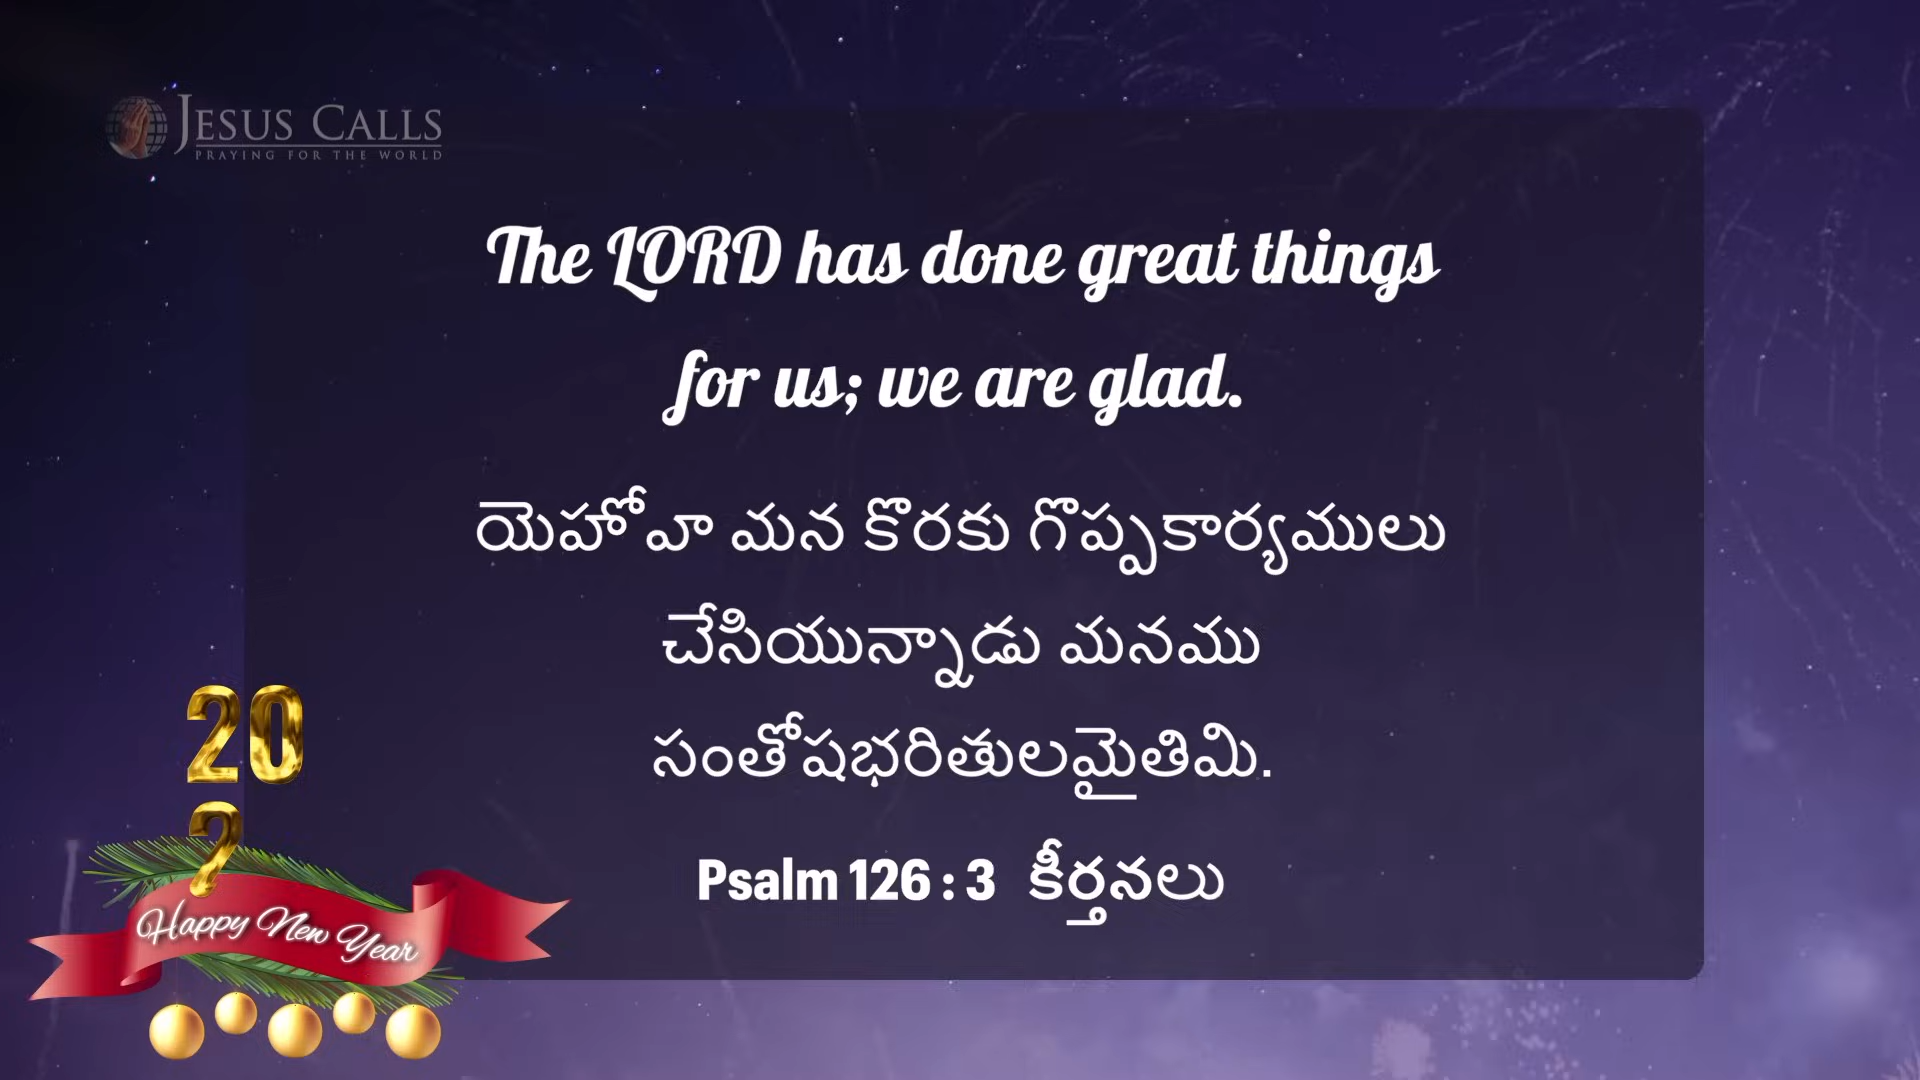 JESUS CALLS
PRAYING FOR THE WORLD
The LORD has done great things
for us; we are glad.
యెహోవా మన కొరకు గొప్పకార్యములు
చేసియున్నాడు మనము
సంతోషభరితులమైతిమి.
Psalm 126 : 3 కీర్తనలు
20
2
Happy New Year